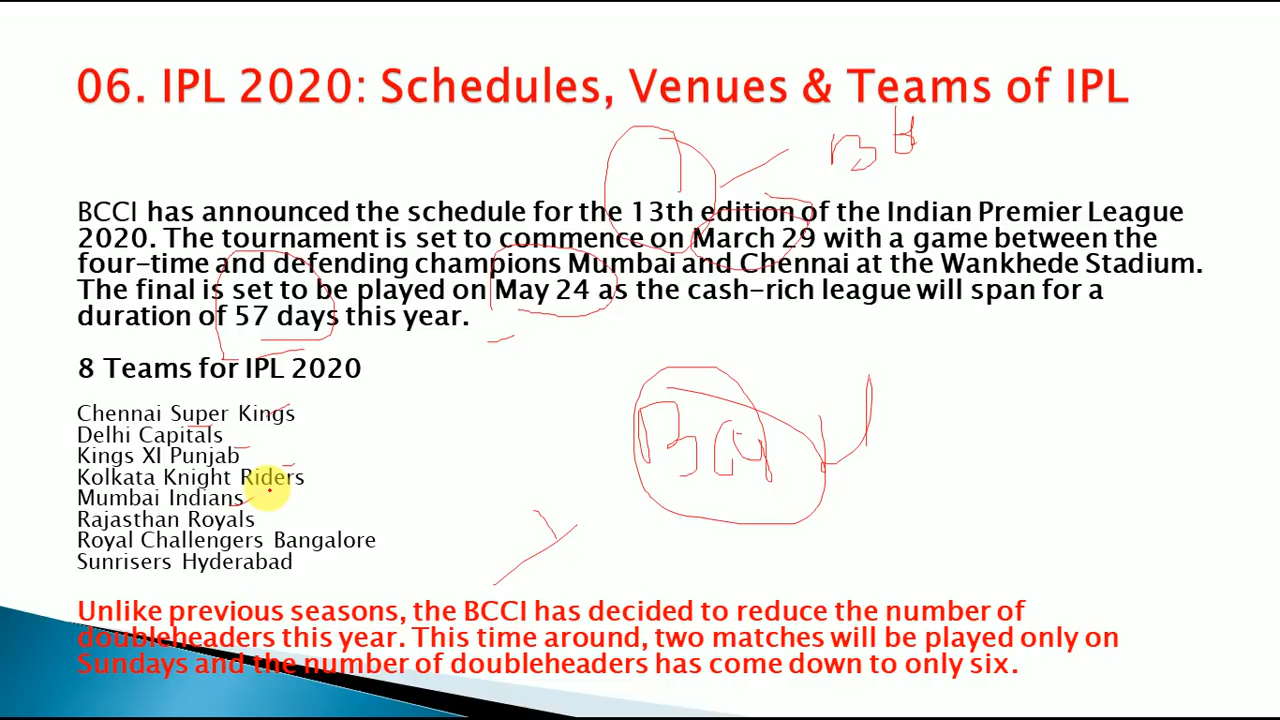 06. IPL 2020: Schedules, Venues & Teams of IPL
BCCI has announced the schedule for the 13th edition of the Indian Premier League
2020. The tournament is set to commence on March 29 with a game between the
four-time and defending champions Mumbai and Chennai at the Wankhede Stadium.
The final is set to be played on May 24 as the cash-rich league will span for a
duration of 57 days this year.
8 Teams for IPL 2020
Chennai Super Kings
Delhi Capitals
Kings XI Punjab
Kolkata Knight Riders
Mumbai Indians
Rajasthan Royals
Royal Challengers Bangalore
Sunrisers Hyderabad
Unlike previous seasons, the BCCI has decided to reduce the number of
doubleheaders this year. This time around, two matches will be played only on
Sundays and the number of doubleheaders has come down to only six.